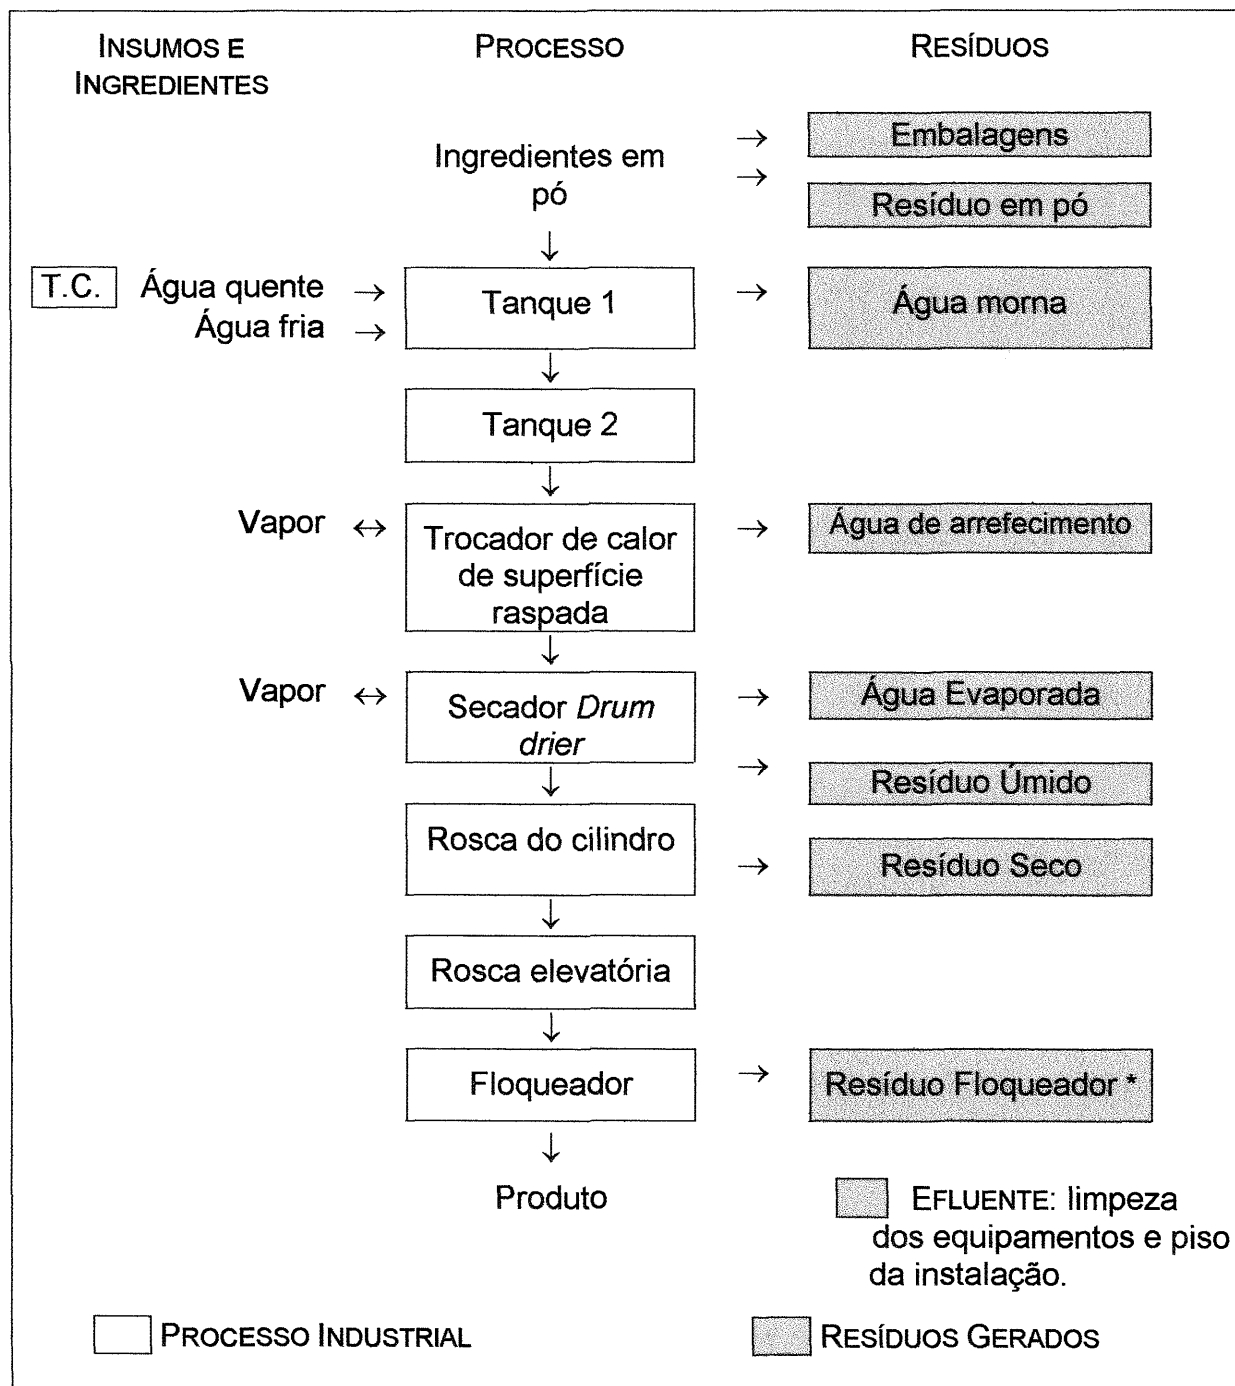 INSUMOS E
INGREDIENTES
PROCESSO
RESÍDUOS
Ingredientes em
pó
→ Embalagens
→ Resíduo em pó
↓
T.C. Água quente →
Água fria →
Tanque 1
→ Água morna
↓
Tanque 2
↓
Vapor ↔
Trocador de calor
de superfície
raspada
→ Água de arrefecimento
↓
Vapor ↔
Secador Drum
drier
→ Água Evaporada
→ Resíduo Úmido
↓
Rosca do cilindro
→ Resíduo Seco
↓
Rosca elevatória
↓
Floqueador
→ Resíduo Floqueador *
↓
Produto
EFLUENTE: limpeza
dos equipamentos e piso
da instalação.
PROCESSO INDUSTRIAL
RESÍDUOS GERADOS